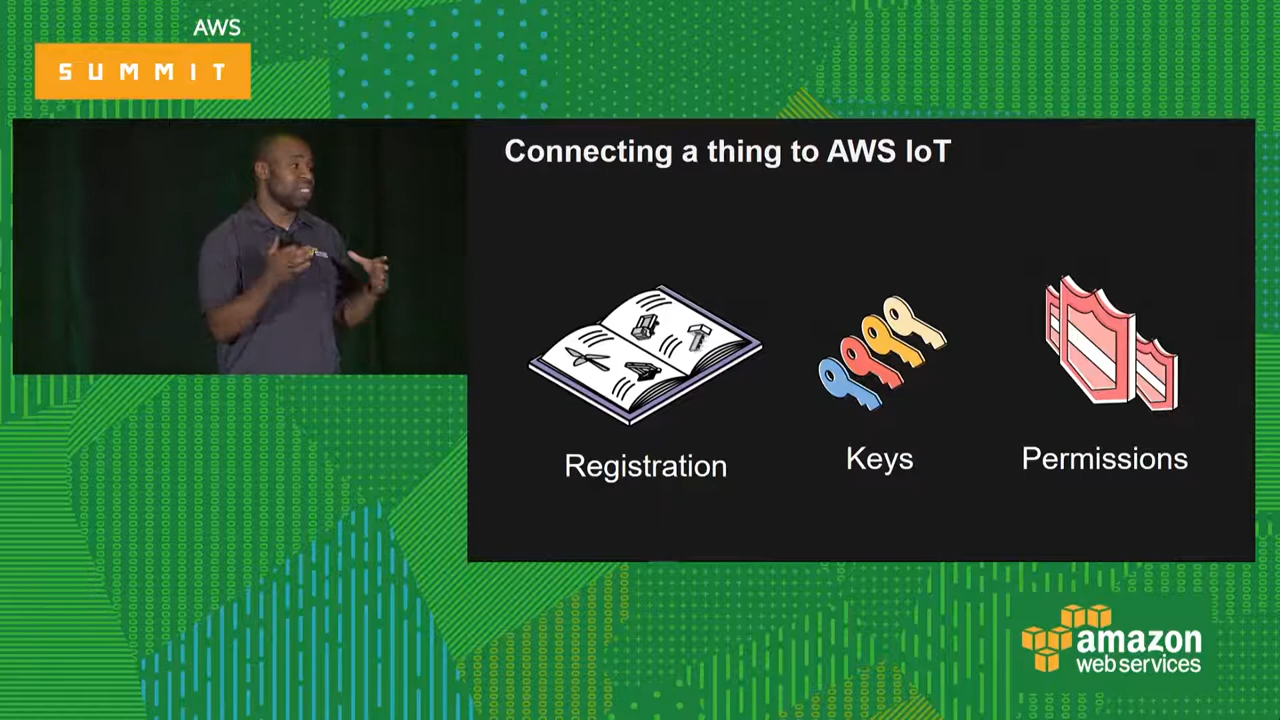 AWS
SUMMIT
Connecting a thing to AWS IoT
Registration
Keys
Permissions
amazon
web services